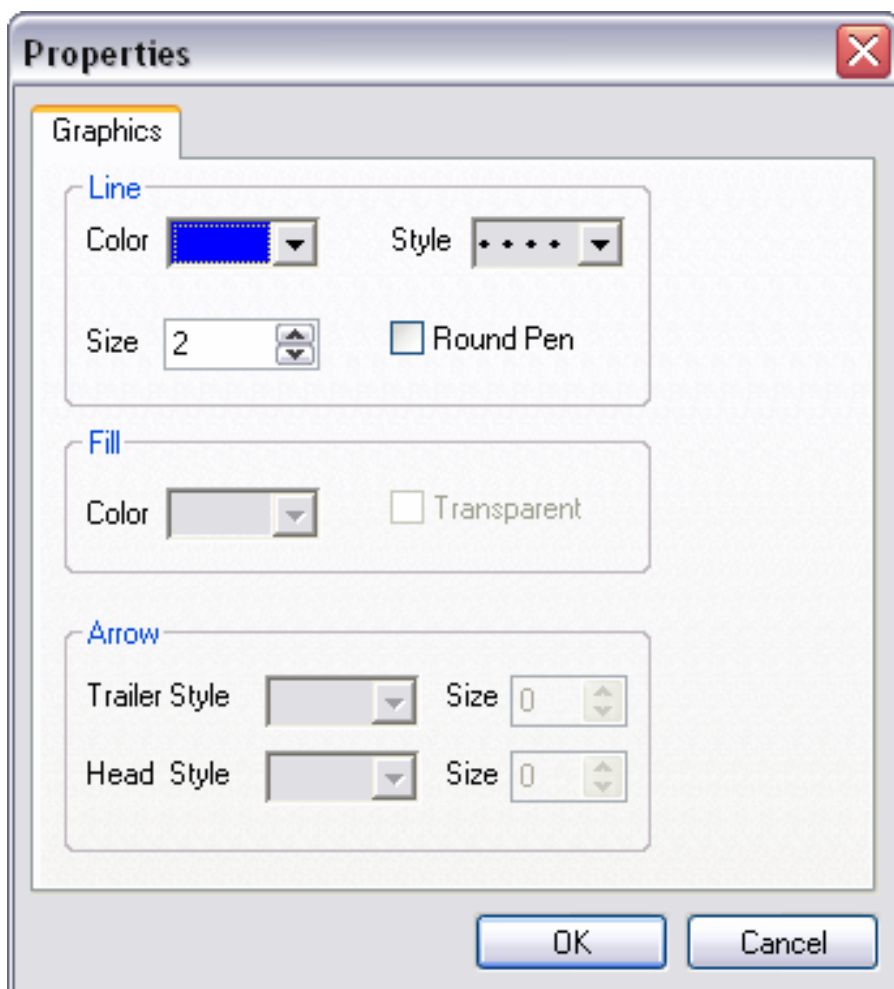 Properties
Graphics
Line
Color Style
Size 2 Round Pen
Fill
Color Transparent
Arrow
Trailer Style Size 0
Head Style Size 0
OK Cancel